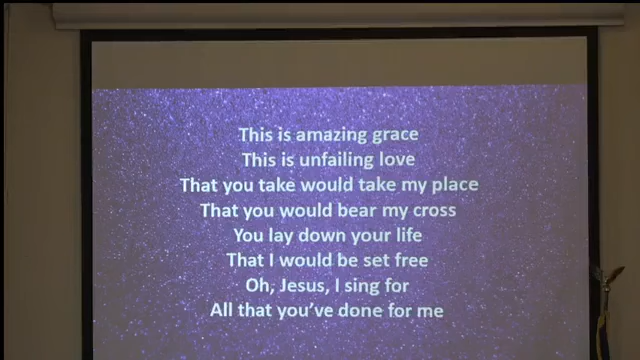 This is amazing grace
This is unfailing love
That you take would take my place
That you would bear my cross
You lay down your life
That I would be set free
Oh, Jesus, I sing for
All that you've done for me